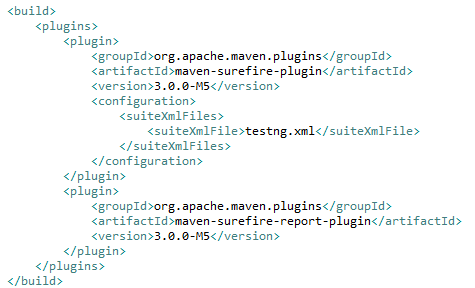 <build>
<plugins>
<plugin>
<groupId>org.apache.maven.plugins</groupId>
<artifactId>maven-surefire-plugin</artifactId>
<version>3.0.0-M5</version>
<configuration>
<suiteXmlFiles>
<suiteXmlFile>testng.xml</suiteXmlFile>
</suiteXmlFiles>
</configuration>
</plugin>
<plugin>
<groupId>org.apache.maven.plugins</groupId>
<artifactId>maven-surefire-report-plugin</artifactId>
<version>3.0.0-M5</version>
</plugin>
</plugins>
</build>